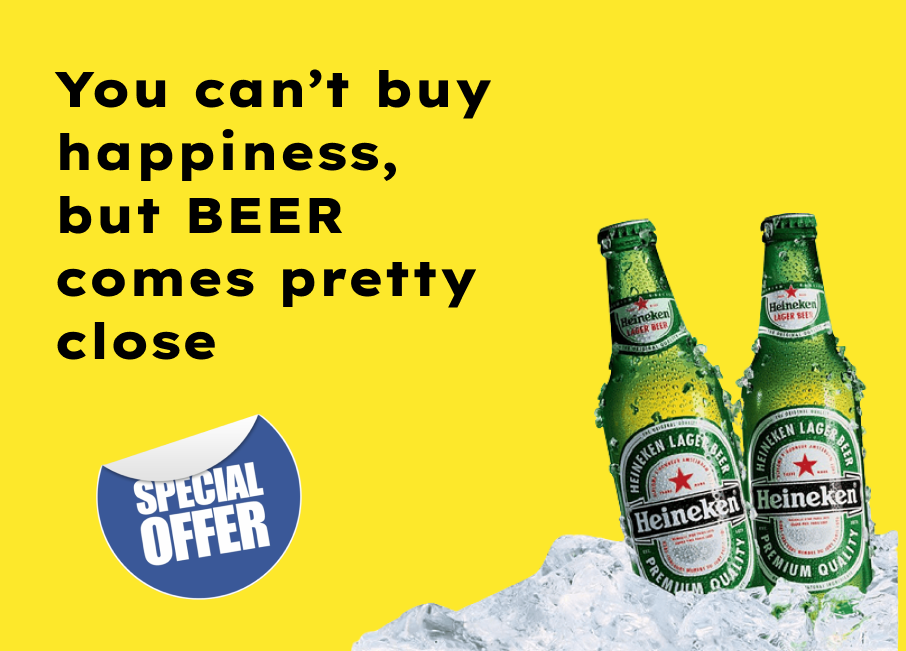 You can’t buy
happiness,
but BEER
comes pretty
close
SPECIAL
OFFER
Heineken
LAGER BEER
Heineken
LAGER BEER
HEINEKEN LAGER BEER
Heineken
PREMIUM QUALITY
HEINEKEN LAGER BEER
Heineken
PREMIUM QUALITY